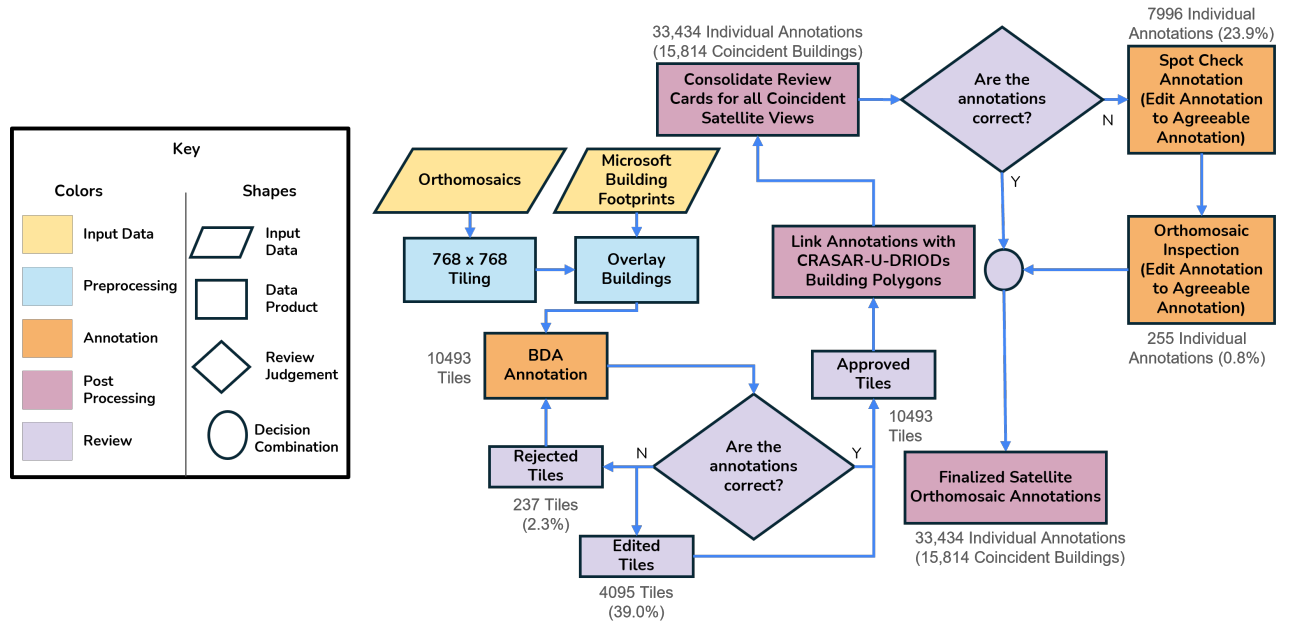 Key
Colors
Shapes
Input Data
Preprocessing
Annotation
Post
Processing
Review
Input
Data
Data
Product
Review
Judgement
Decision
Combination
Orthomosaics
Microsoft
Building
Footprints
768 x 768
Tiling
Overlay
Buildings
10493
Tiles
BDA
Annotation
Rejected
Tiles
237 Tiles
(2.3%)
N
Are the
annotations
correct?
Y
Edited
Tiles
4095 Tiles
(39.0%)
Approved
Tiles
10493
Tiles
Link Annotations with
CRASAR-U-DRIODs
Building Polygons
33,434 Individual Annotations
(15,814 Coincident Buildings)
Consolidate Review
Cards for all Coincident
Satellite Views
Are the
annotations
correct?
N
Y
7996 Individual
Annotations (23.9%)
Spot Check
Annotation
(Edit Annotation
to Agreeable
Annotation)
Orthomosaic
Inspection
(Edit Annotation
to Agreeable
Annotation)
255 Individual
Annotations (0.8%)
Finalized Satellite
Orthomosaic Annotations
33,434 Individual Annotations
(15,814 Coincident Buildings)